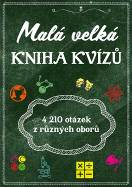 Malá velká
KNIHA KVÍZŮ
4 210 otázek
z různých oborů